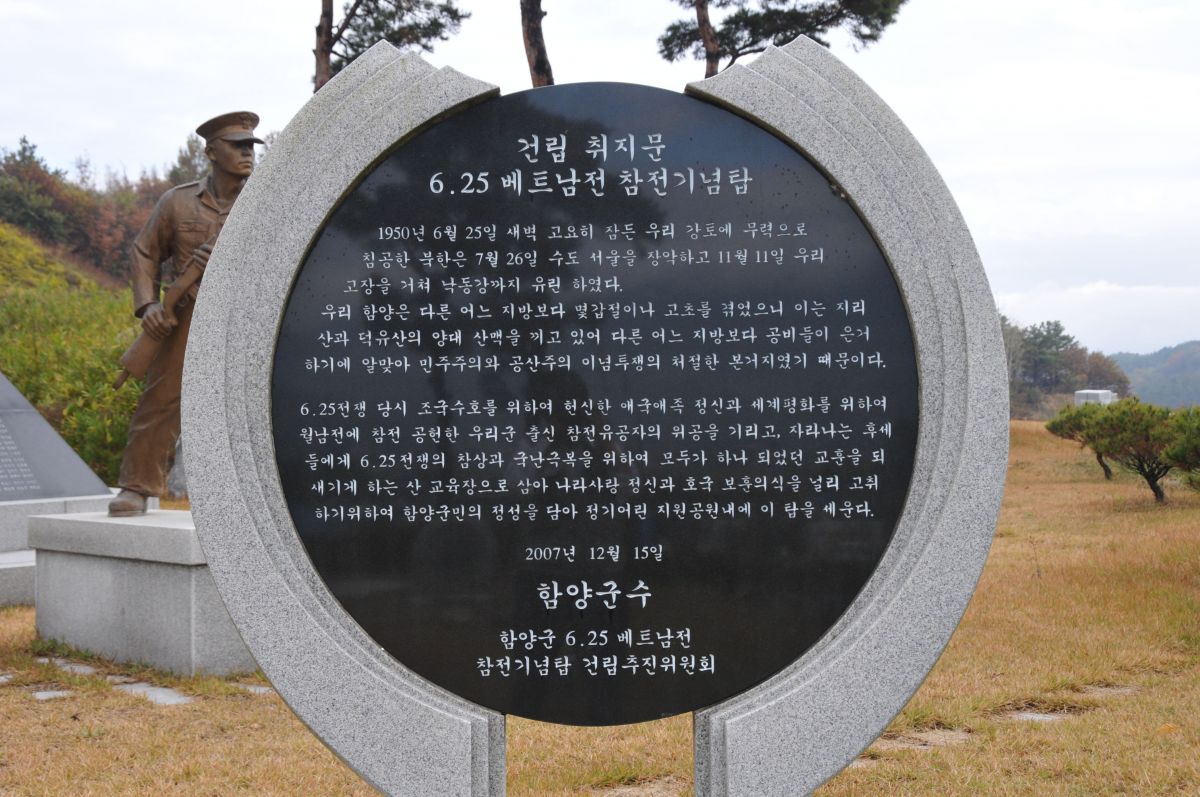 건립 취지문
6.25 베트남전 참전기념탑
1950년 6월 25일 새벽 고요히 잠든 우리 강토에 무력으로
침공한 북한은 7월 26일 수도 서울을 장악하고 11월 11일 우리
고장을 거쳐 낙동강까지 유린 하였다.
우리 함양은 다른 어느 지방보다 몇갑절이나 고초를 겪었으니 이는 지리
산과 덕유산의 양대 산맥을 끼고 있어 다른 어느 지방보다 공비들이 은거
하기에 알맞아 민주주의와 공산주의 이념투쟁의 처절한 본거지였기 때문이다.
6.25전쟁 당시 조국수호를 위하여 헌신한 애국애족 정신과 세계평화를 위하여
월남전에 참전 공헌한 우리군 출신 참전유공자의 위공을 기리고, 자라나는 후세
들에게 6.25전쟁의 참상과 국난극복을 위하여 모두가 하나 되었던 교훈을 되
새기게 하는 산 교육장으로 삼아 나라사랑 정신과 호국 보훈의식을 널리 고취
하기위하여 함양군민의 정성을 담아 정기어린 지원공원내에 이 탑을 세운다.
2007년 12월 15일
함양군수
함양군 6.25 베트남전
참전기념탑 건립추진위원회